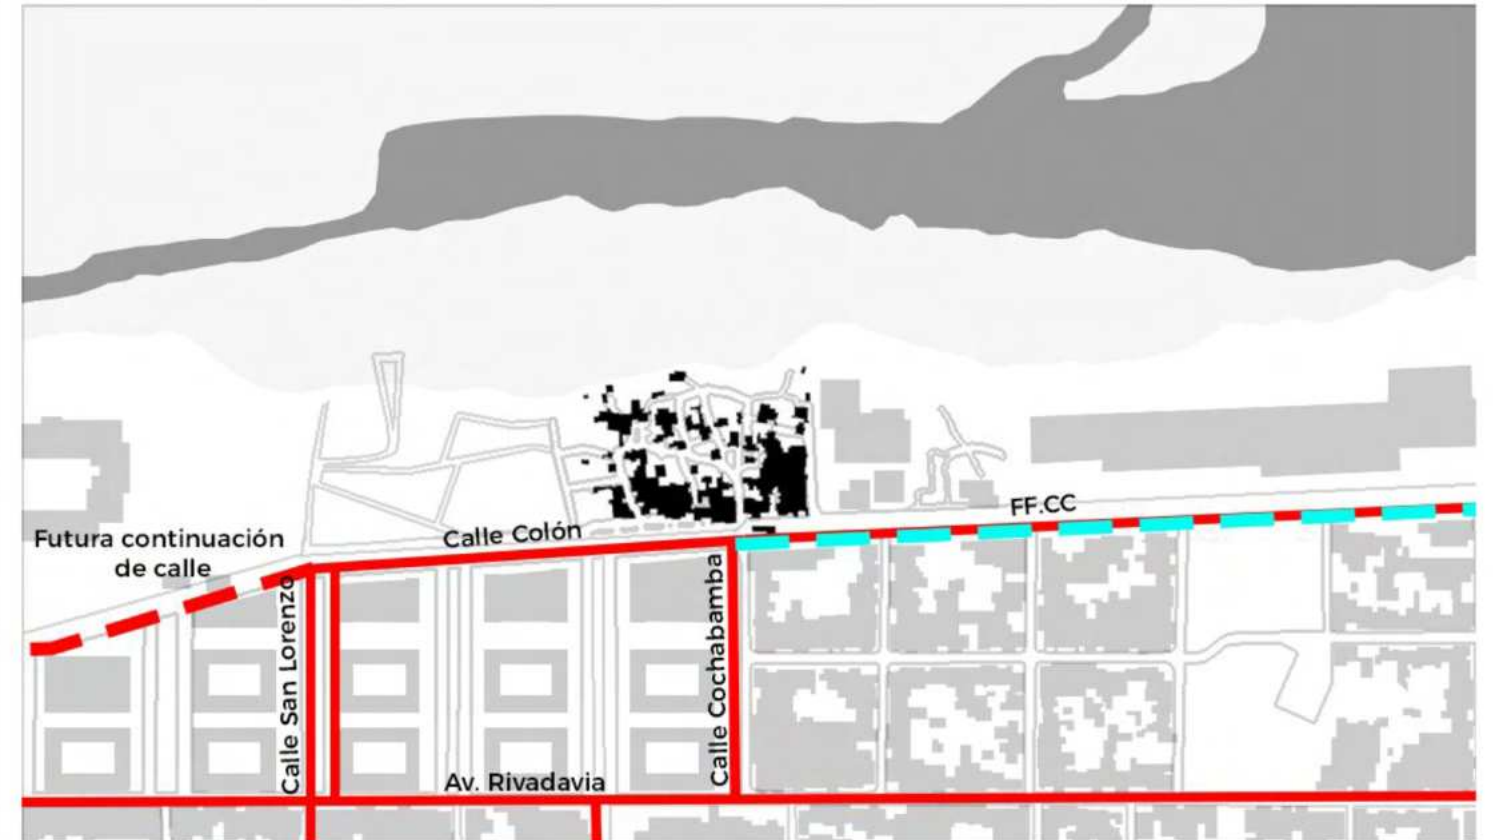 FF.CC
Calle Colón
Futura continuación
de calle
Calle San Lorenzo
Calle Cochabamba
Av. Rivadavia